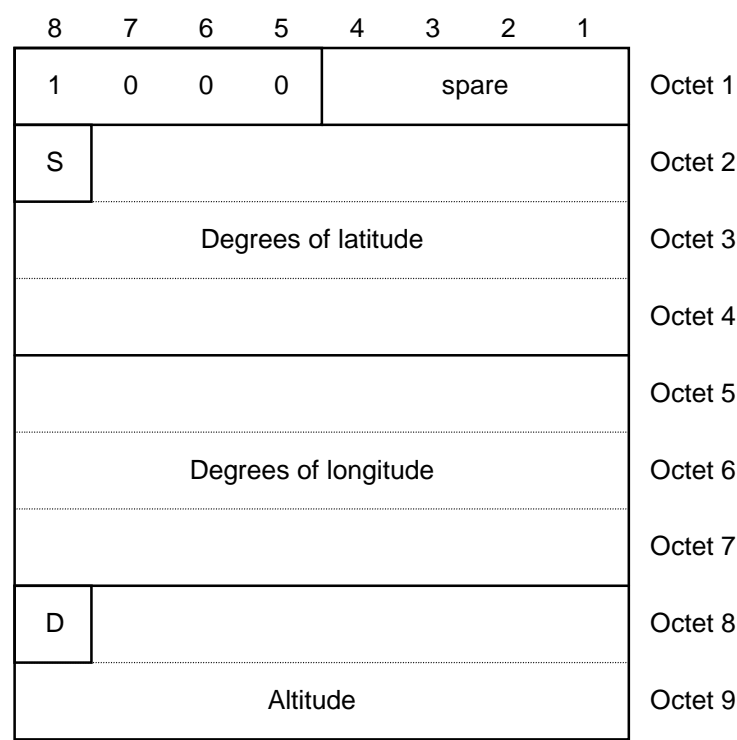 8 7 6 5 4 3 2 1
1 0 0 0 spare Octet 1
S Octet 2
Degrees of latitude Octet 3
Octet 4
Octet 5
Degrees of longitude Octet 6
Octet 7
D Octet 8
Altitude Octet 9